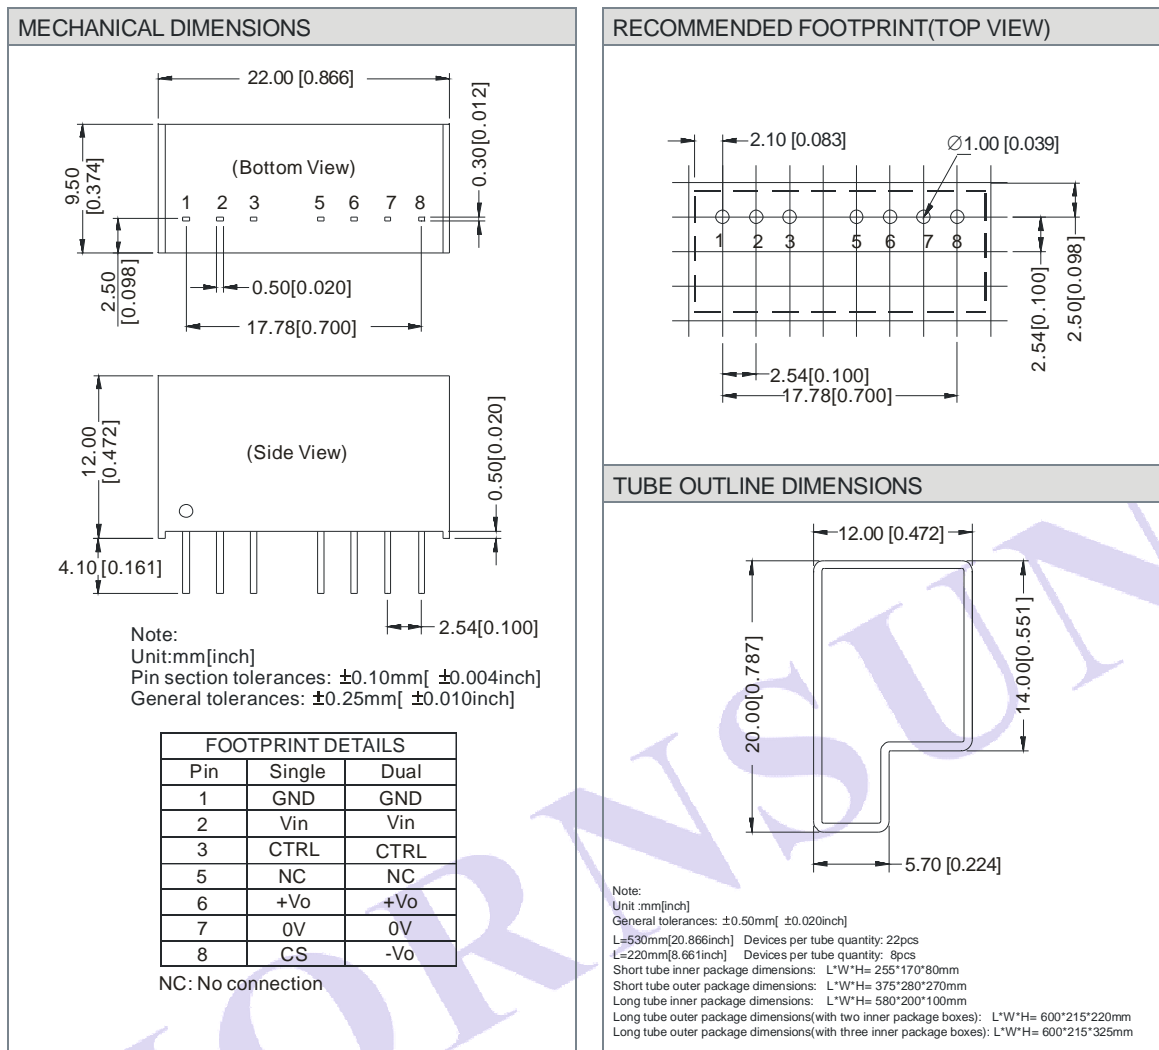 MECHANICAL DIMENSIONS
22.00 [0.866]
0.30[0.012]
9.50
[0.374]
(Bottom View)
1 2 3 5 6 7 8
2.50
[0.098]
0.50[0.020]
17.78[0.700]
12.00
[0.472]
(Side View)
0.50[0.020]
4.10 [0.161]
2.54[0.100]
Note:
Unit:mm[inch]
Pin section tolerances: ±0.10mm[ ±0.004inch]
General tolerances: ±0.25mm[ ±0.010inch]
FOOTPRINT DETAILS
Pin Single Dual
1 GND GND
2 Vin Vin
3 CTRL CTRL
5 NC NC
6 +Vo +Vo
7 0V 0V
8 CS -Vo
NC: No connection
RECOMMENDED FOOTPRINT(TOP VIEW)
2.10 [0.083]
∅1.00 [0.039]
1 2 3 5 6 7 8
2.54[0.100]
2.50[0.098]
2.54[0.100]
17.78[0.700]
TUBE OUTLINE DIMENSIONS
12.00 [0.472]
20.00[0.787]
14.00[0.551]
5.70 [0.224]
Note:
Unit :mm[inch]
General tolerances: ±0.50mm[ ±0.020inch]
L=530mm[20.866inch] Devices per tube quantity: 22pcs
L=220mm[8.661inch] Devices per tube quantity: 8pcs
Short tube inner package dimensions: L*W*H= 255*170*80mm
Short tube outer package dimensions: L*W*H= 375*280*270mm
Long tube inner package dimensions: L*W*H= 580*200*100mm
Long tube outer package dimensions(with two inner package boxes): L*W*H= 600*215*220mm
Long tube outer package dimensions(with three inner package boxes): L*W*H= 600*215*325mm
ORNSUN